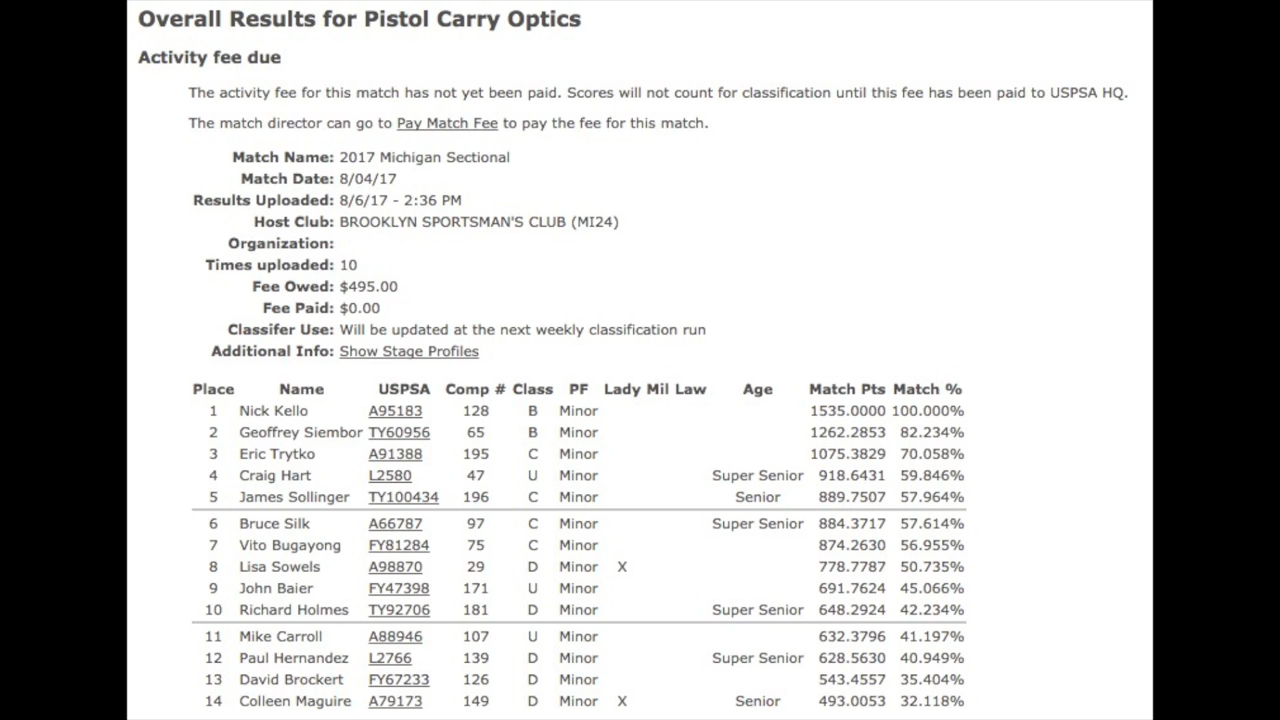 Overall Results for Pistol Carry Optics
Activity fee due
The activity fee for this match has not yet been paid. Scores will not count for classification until this fee has been paid to USPSA HQ.
The match director can go to Pay Match Fee to pay the fee for this match.
Match Name: 2017 Michigan Sectional
Match Date: 8/04/17
Results Uploaded: 8/6/17 - 2:36 PM
Host Club: BROOKLYN SPORTSMAN'S CLUB (MI24)
Organization:
Times uploaded: 10
Fee Owed: $495.00
Fee Paid: $0.00
Classifer Use: Will be updated at the next weekly classification run
Additional Info: Show Stage Profiles
Place Name USPSA Comp # Class PF Lady Mil Law Age Match Pts Match %
1 Nick Kello A95183 128 B Minor 1535.0000 100.000%
2 Geoffrey Siembor TY60956 65 B Minor 1262.2853 82.234%
3 Eric Trytko A91388 195 C Minor 1075.3829 70.058%
4 Craig Hart L2580 47 U Minor Super Senior 918.6431 59.846%
5 James Sollinger TY100434 196 C Minor Senior 889.7507 57.964%
6 Bruce Silk A66787 97 C Minor Super Senior 884.3717 57.614%
7 Vito Bugayong FY81284 75 C Minor 874.2630 56.955%
8 Lisa Sowels A98870 29 D Minor X 778.7787 50.735%
9 John Baier FY47398 171 U Minor 691.7624 45.066%
10 Richard Holmes TY92706 181 D Minor Super Senior 648.2924 42.234%
11 Mike Carroll A88946 107 U Minor 632.3796 41.197%
12 Paul Hernandez L2766 139 D Minor Super Senior 628.5630 40.949%
13 David Brockert FY67233 126 D Minor 543.4557 35.404%
14 Colleen Maguire A79173 149 D Minor X Senior 493.0053 32.118%